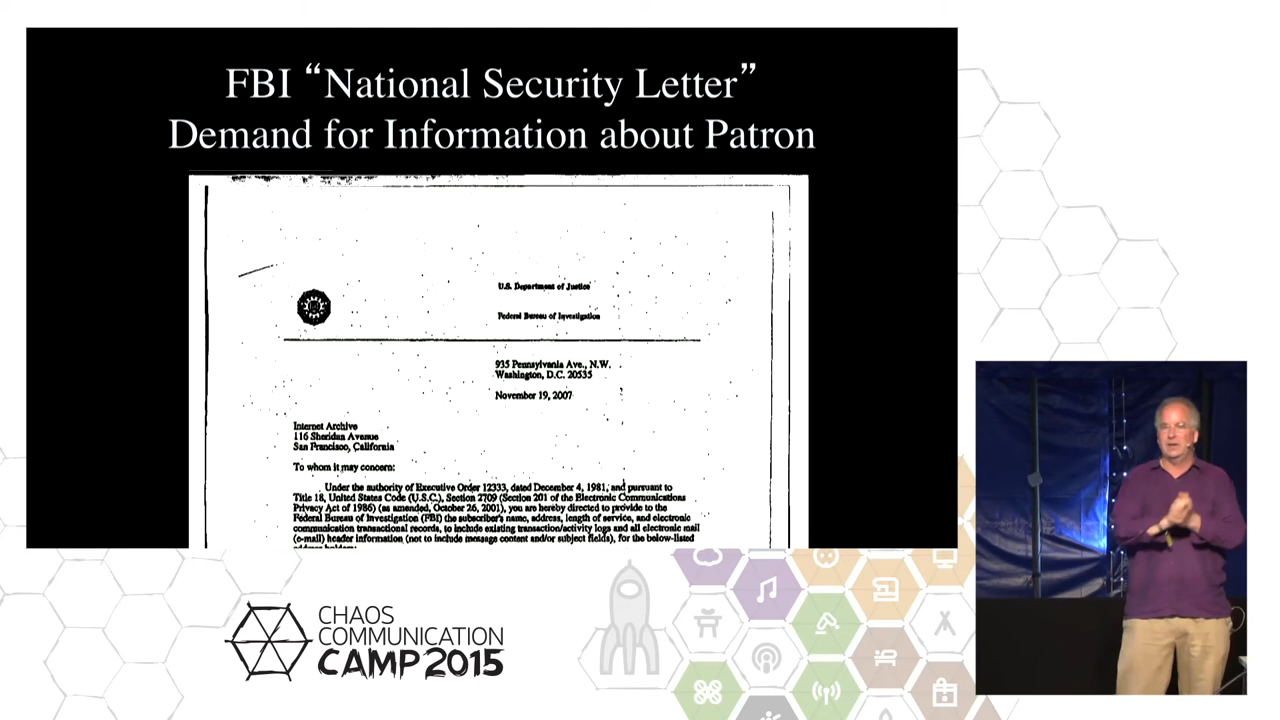 FBI “National Security Letter”
Demand for Information about Patron
U.S. Department of Justice
Federal Bureau of Investigation
935 Pennsylvania Ave., N.W.
Washington, D.C. 20535
November 19, 2007
Internet Archive
116 Sheridan Avenue
San Francisco, California
To whom it may concern:
Under the authority of Executive Order 12333, dated December 4, 1981, and pursuant to
Title 18, United States Code (U.S.C.), Section 2709 (Section 201 of the Electronic Communications
Privacy Act of 1986) (as amended, October 26, 2001), you are hereby directed to provide to the
Federal Bureau of Investigation (FBI) the subscriber's name, address, length of service, and electronic
communication transactional records, to include existing transaction/activity logs and all electronic mail
(e-mail) header information (not to include message content and/or subject fields), for the below-listed
CHAOS
COMMUNICATION
CAMP 2015